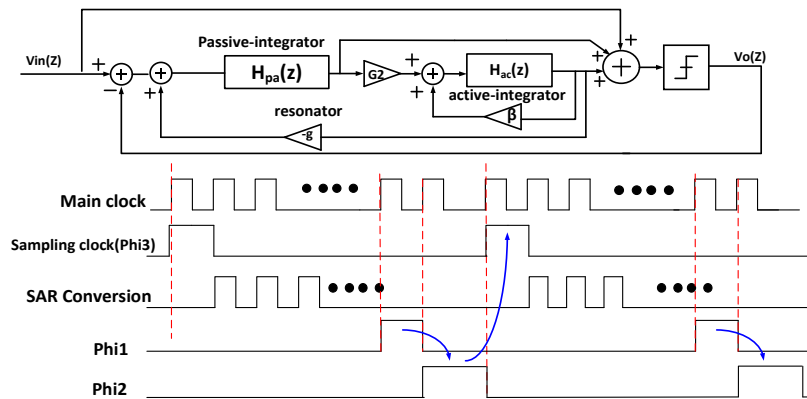 Vin(Z)
+
−
+
+
+
Passive-integrator
Hpa(z)
G2
+
+
Hac(z)
active-integrator
β
resonator
-g
+
+
+
+
Vo(Z)
Main clock
Sampling clock(Phi3)
SAR Conversion
Phi1
Phi2